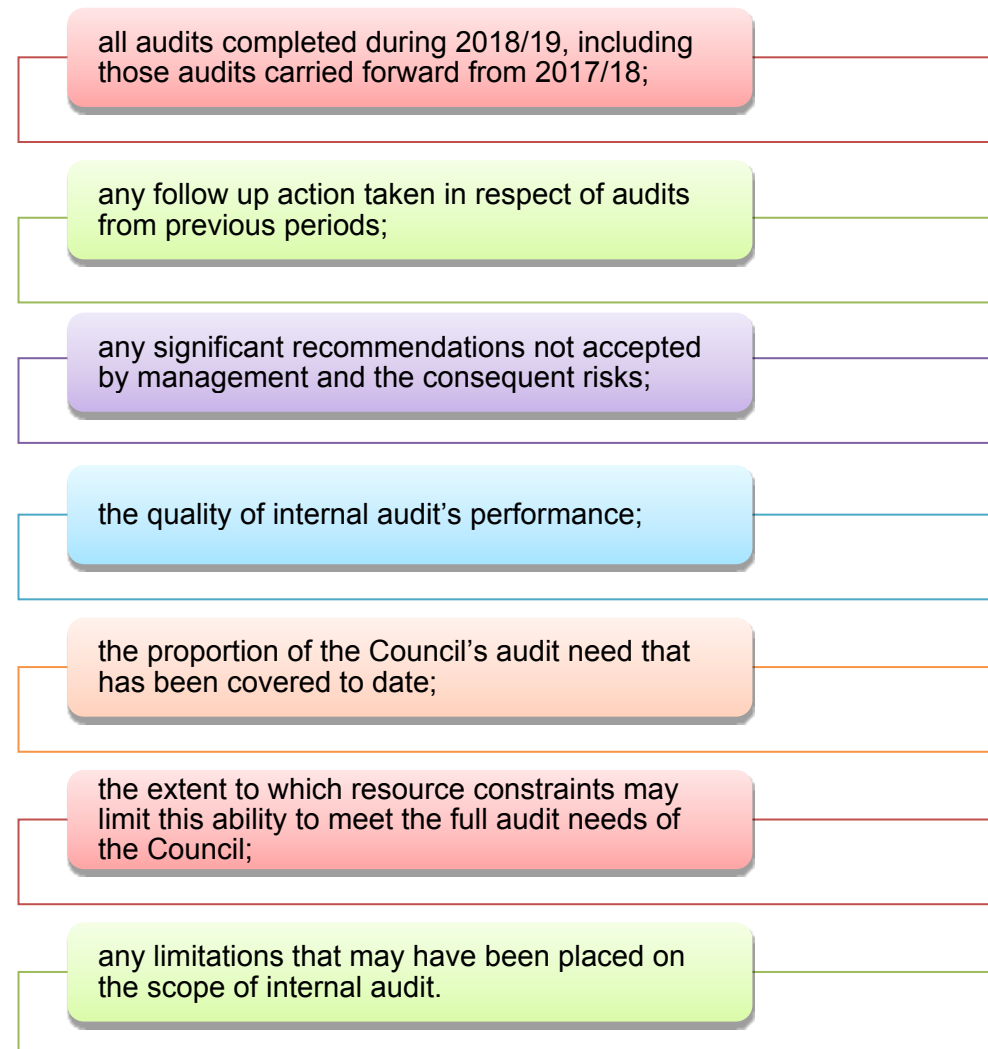 all audits completed during 2018/19, including
those audits carried forward from 2017/18;
any follow up action taken in respect of audits
from previous periods;
any significant recommendations not accepted
by management and the consequent risks;
the quality of internal audit’s performance;
the proportion of the Council’s audit need that
has been covered to date;
the extent to which resource constraints may
limit this ability to meet the full audit needs of
the Council;
any limitations that may have been placed on
the scope of internal audit.